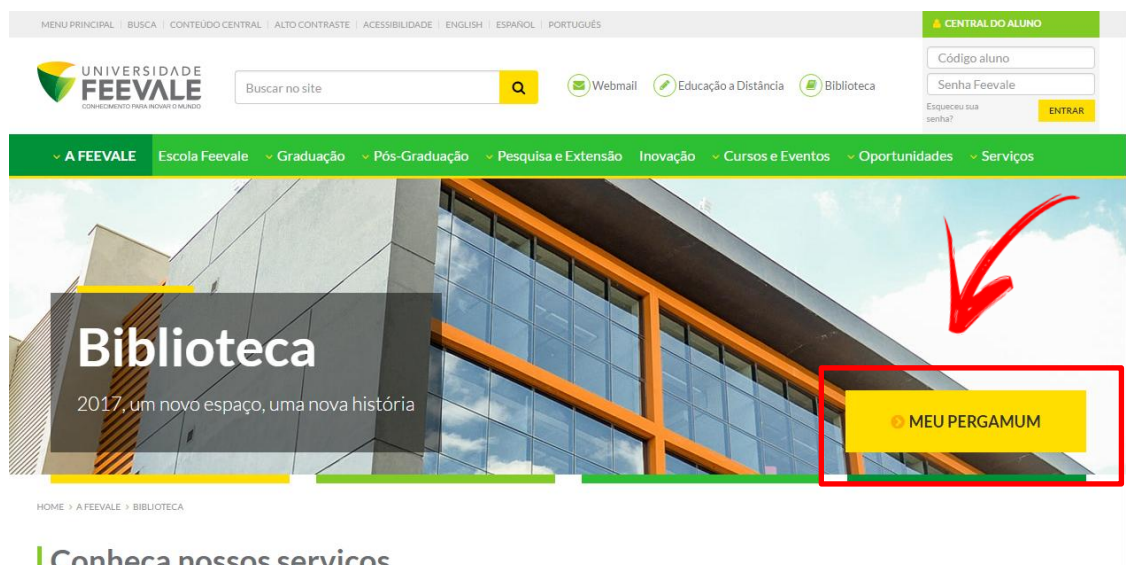 MENU PRINCIPAL | BUSCA | CONTEÚDO CENTRAL | ALTO CONTRASTE | ACESSIBILIDADE | ENGLISH | ESPAÑOL | PORTUGUÊS
CENTRAL DO ALUNO
UNIVERSIDADE
FEEVALE
CONHECIMENTO PARA INOVAR O MUNDO
Buscar no site
Webmail
Educação a Distância
Biblioteca
Código aluno
Senha Feevale
Esqueceu sua
senha?
ENTRAR
A FEEVALE Escola Feevale Graduação Pós-Graduação Pesquisa e Extensão Inovação Cursos e Eventos Oportunidades Serviços
Biblioteca
2017, um novo espaço, uma nova história
MEU PERGAMUM
HOME > A FEEVALE > BIBLIOTECA
Conheça nossos serviços